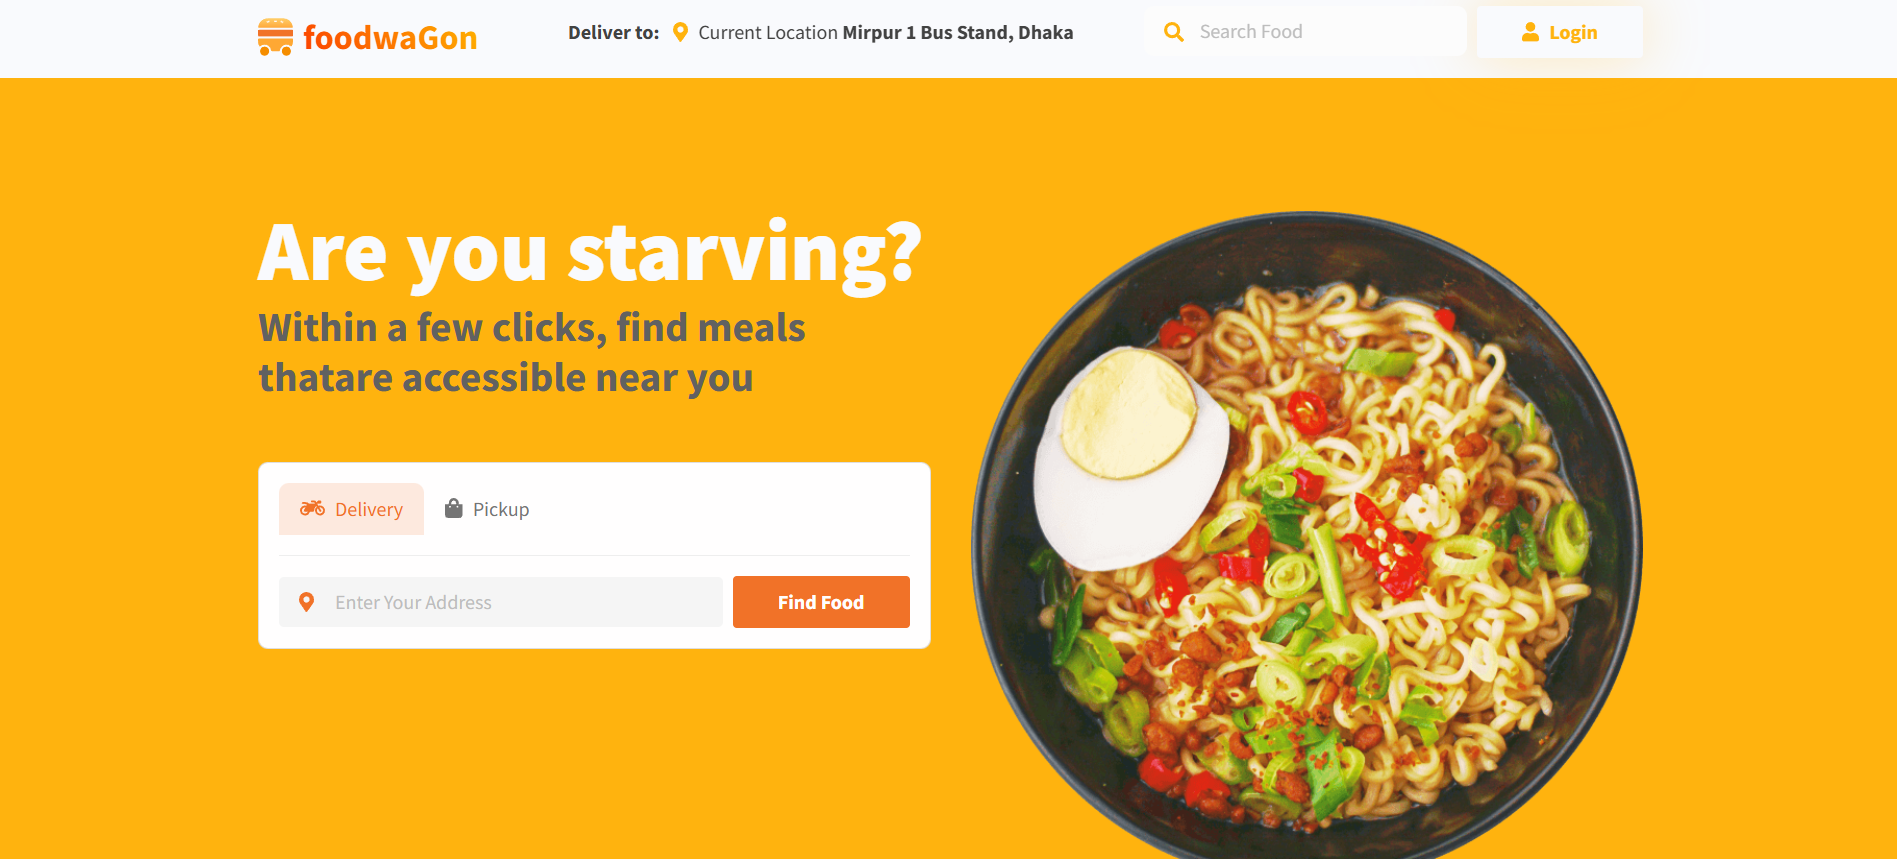 foodwaGon
Deliver to: Current Location Mirpur 1 Bus Stand, Dhaka
Search Food
Login
Are you starving?
Within a few clicks, find meals
thatare accessible near you
Delivery
Pickup
Enter Your Address
Find Food